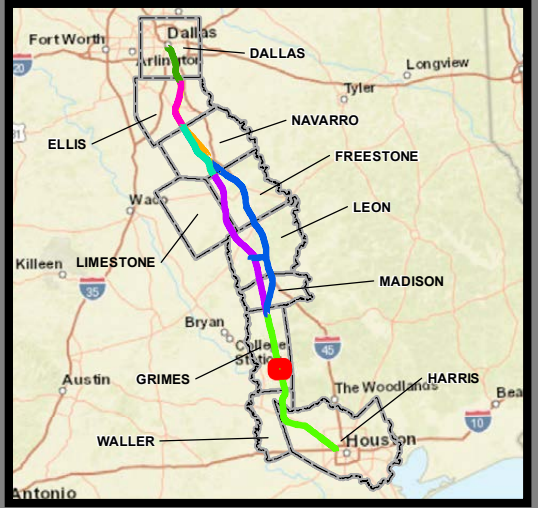 Dallas
Fort Worth
DALLAS
Arlington
20
Longview
Tyler
NAVARRO
ELLIS
FREESTONE
Waco
LEON
LIMESTONE
Killeen
MADISON
35
Bryan
College
Station
45
GRIMES
Austin
The Woodlands
HARRIS
Bea
10
WALLER
Houston
Antonio